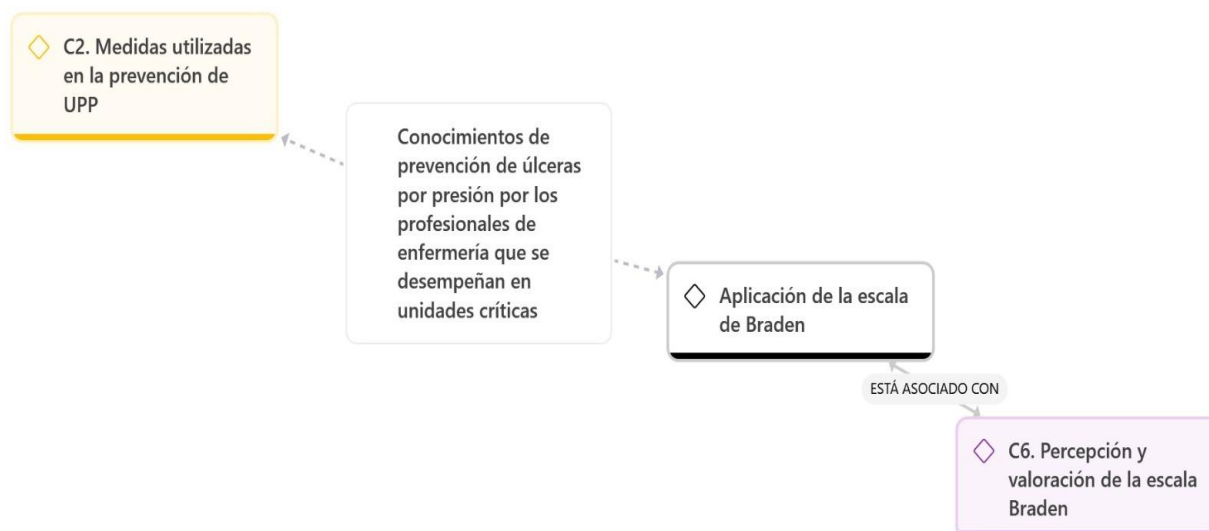 C2. Medidas utilizadas
en la prevención de
UPP
Conocimientos de
prevención de úlceras
por presión por los
profesionales de
enfermería que se
desempeñan en
unidades críticas
Aplicación de la escala
de Braden
ESTÁ ASOCIADO CON
C6. Percepción y
valoración de la escala
Braden